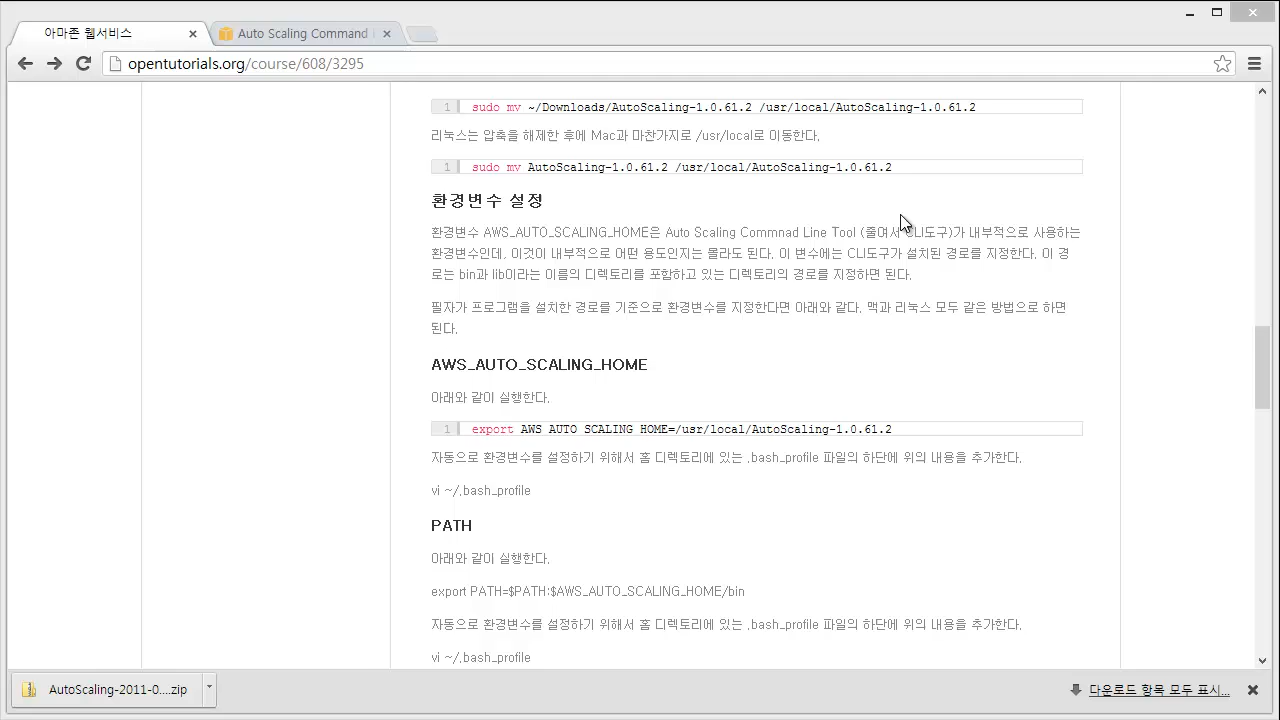 아마존 웹서비스
Auto Scaling Command
opentutorials.org/course/608/3295
1 sudo mv ~/Downloads/AutoScaling-1.0.61.2 /usr/local/AutoScaling-1.0.61.2
리눅스는 압축을 해제한 후에 Mac과 마찬가지로 /usr/local로 이동한다.
1 sudo mv AutoScaling-1.0.61.2 /usr/local/AutoScaling-1.0.61.2
환경변수 설정
환경변수 AWS_AUTO_SCALING_HOME은 Auto Scaling Commnad Line Tool (줄여서 CLI도구)가 내부적으로 사용하는
환경변수인데, 이것이 내부적으로 어떤 용도인지는 몰라도 된다. 이 변수에는 CLI도구가 설치된 경로를 지정한다. 이 경
로는 bin과 lib이라는 이름의 디렉토리를 포함하고 있는 디렉토리의 경로를 지정하면 된다.
필자가 프로그램을 설치한 경로를 기준으로 환경변수를 지정한다면 아래와 같다. 맥과 리눅스 모두 같은 방법으로 하면
된다.
AWS_AUTO_SCALING_HOME
아래와 같이 실행한다.
1 export AWS_AUTO_SCALING_HOME=/usr/local/AutoScaling-1.0.61.2
자동으로 환경변수를 설정하기 위해서 홈 디렉토리에 있는 .bash_profile 파일의 하단에 위의 내용을 추가한다.
vi ~/.bash_profile
PATH
아래와 같이 실행한다.
export PATH=$PATH:$AWS_AUTO_SCALING_HOME/bin
자동으로 환경변수를 설정하기 위해서 홈 디렉토리에 있는 .bash_profile 파일의 하단에 위의 내용을 추가한다.
vi ~/.bash_profile
AutoScaling-2011-0....zip
다운로드 항목 모두 표시...